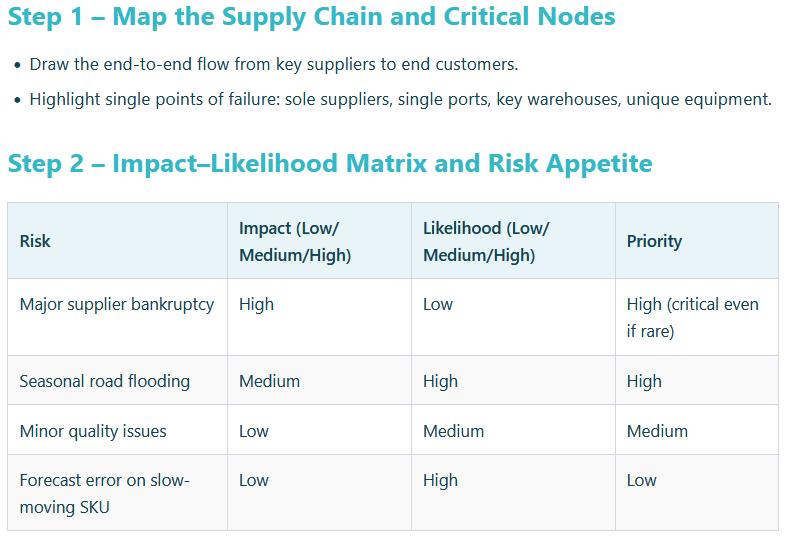 Step 1 – Map the Supply Chain and Critical Nodes
• Draw the end-to-end flow from key suppliers to end customers.
• Highlight single points of failure: sole suppliers, single ports, key warehouses, unique equipment.
Step 2 – Impact–Likelihood Matrix and Risk Appetite
Risk
Impact (Low/
Medium/High)
Likelihood (Low/
Medium/High)
Priority
Major supplier bankruptcy
High
Low
High (critical even
if rare)
Seasonal road flooding
Medium
High
High
Minor quality issues
Low
Medium
Medium
Forecast error on slow-
moving SKU
Low
High
Low